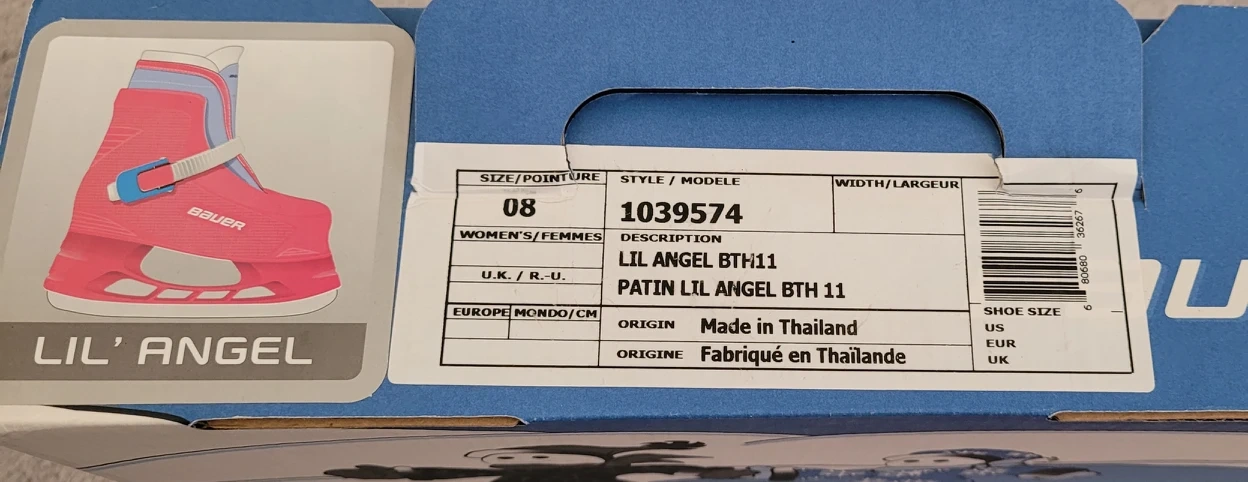 BAUER
LIL' ANGEL
SIZE/POINTURE
08
WOMEN'S/FEMMES
U.K. / R.-U.
EUROPE MONDO/CM
STYLE / MODELE
1039574
WIDTH/LARGEUR
DESCRIPTION
LIL ANGEL BTH11
PATIN LIL ANGEL BTH 11
ORIGIN Made in Thailand
ORIGINE Fabriqué en Thaïlande
6 80680 36267 6
SHOE SIZE
US
EUR
UK